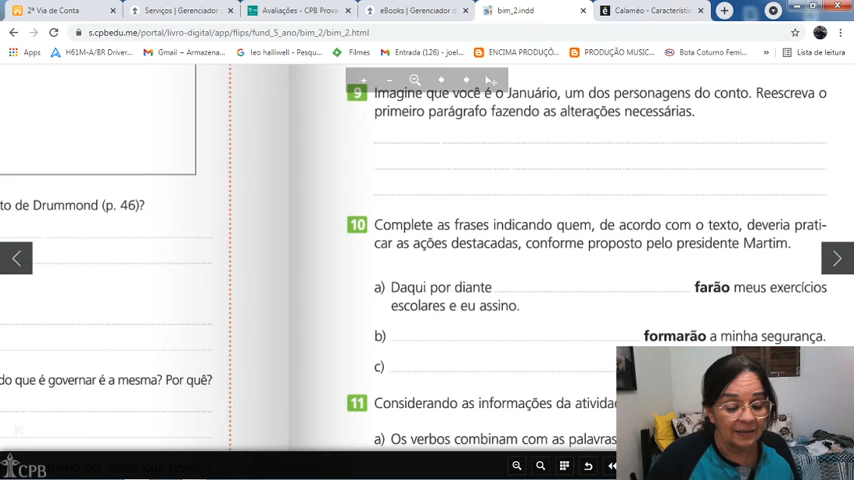 2ª Via de Conta
Serviços | Gerenciador
Avaliações - CPB Prova
eBooks | Gerenciador d
bim_2.indd
Calaméo - Característic
s.cpbedu.me/portal/livro-digital/app/flips/fund_5_ano/bim_2/bim_2.html
Apps
H61M-A/BR Driver...
Gmail – Armazena...
leo halliwell - Pesqu...
Filmes
Entrada (126) - joel...
ENCIMA PRODUÇÕ...
PRODUÇÃO MUSIC...
Bota Coturno Femi...
»
Lista de leitura
9 Imagine que você é o Januário, um dos personagens do conto. Reescreva o
primeiro parágrafo fazendo as alterações necessárias.
to de Drummond (p. 46)?
10 Complete as frases indicando quem, de acordo com o texto, deveria prati-
car as ações destacadas, conforme proposto pelo presidente Martim.
a) Daqui por diante farão meus exercícios
escolares e eu assino.
b) formarão a minha segurança.
c)
do que é governar é a mesma? Por quê?
11 Considerando as informações da ativida
a) Os verbos combinam com as palavras
CPB